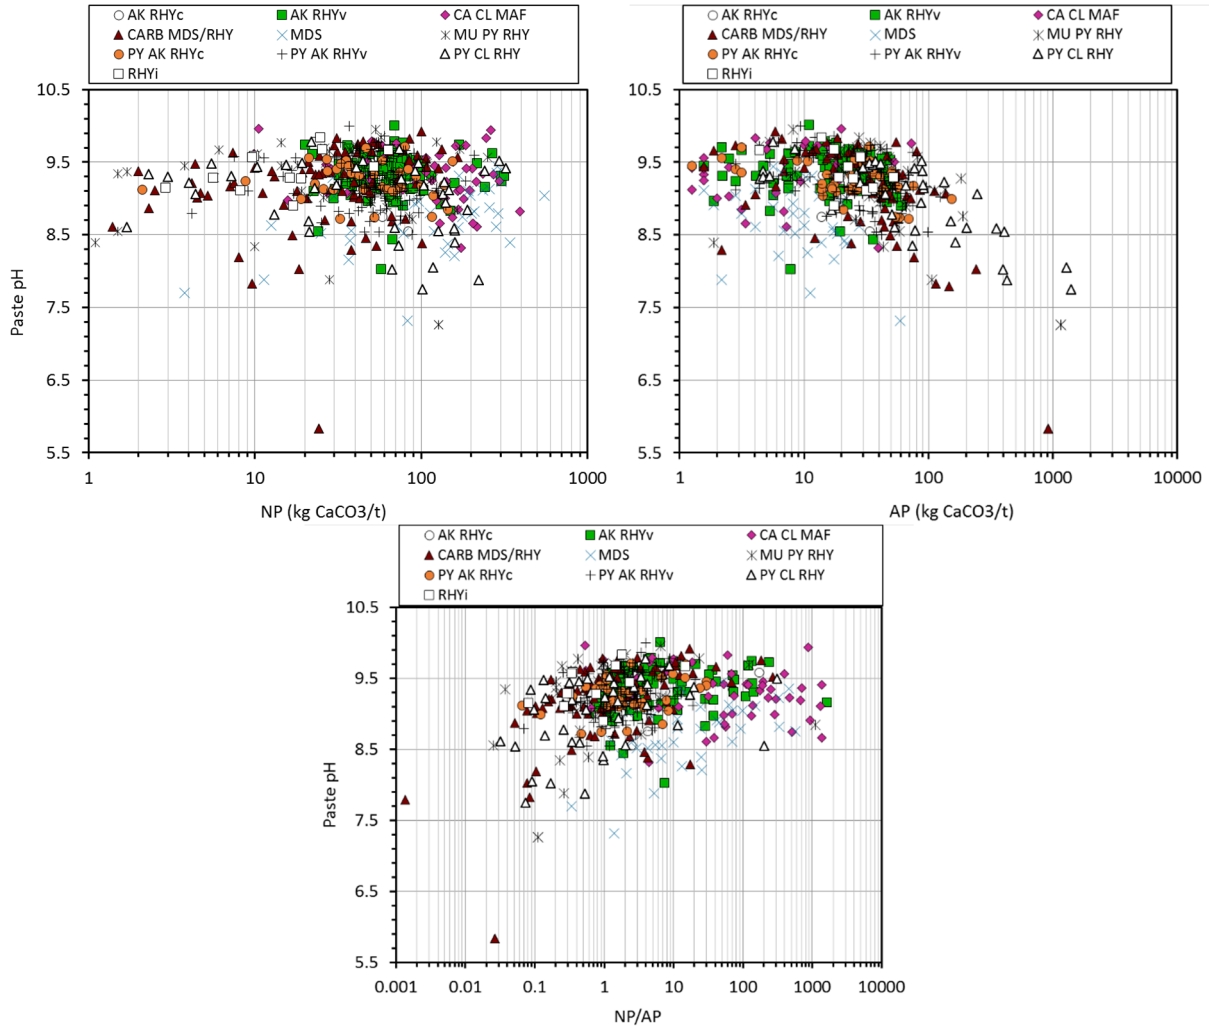 AK RHYc AK RHYv CA CL MAF
CARB MDS/RHY MDS MU PY RHY
PY AK RHYc PY AK RHYv PY CL RHY
RHYi
10.5
9.5
8.5
7.5
6.5
5.5
Paste pH
1 10 100 1000
NP (kg CaCO3/t)
AK RHYc AK RHYv CA CL MAF
CARB MDS/RHY MDS MU PY RHY
PY AK RHYc PY AK RHYv PY CL RHY
RHYi
10.5
9.5
8.5
7.5
6.5
5.5
1 10 100 1000 10000
AP (kg CaCO3/t)
AK RHYc AK RHYv CA CL MAF
CARB MDS/RHY MDS MU PY RHY
PY AK RHYc PY AK RHYv PY CL RHY
RHYi
10.5
9.5
8.5
7.5
6.5
5.5
Paste pH
0.001 0.01 0.1 1 10 100 1000 10000
NP/AP